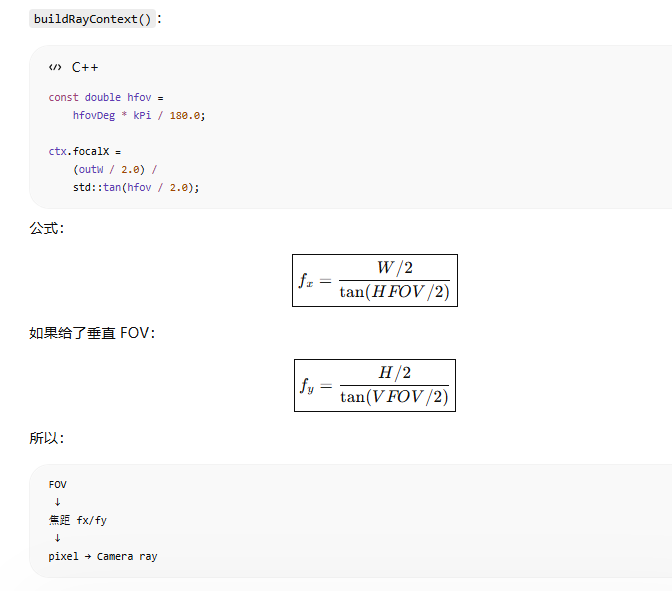 buildRayContext()：
</> C++
const double hfov =
    hfovDeg * kPi / 180.0;
ctx.focalX =
    (outW / 2.0) /
    std::tan(hfov / 2.0);
公式：
f_x = \frac{W/2}{\tan(HFOV/2)}
如果给了垂直 FOV：
f_y = \frac{H/2}{\tan(VFOV/2)}
所以：
FOV
↓
焦距 fx/fy
↓
pixel → Camera ray